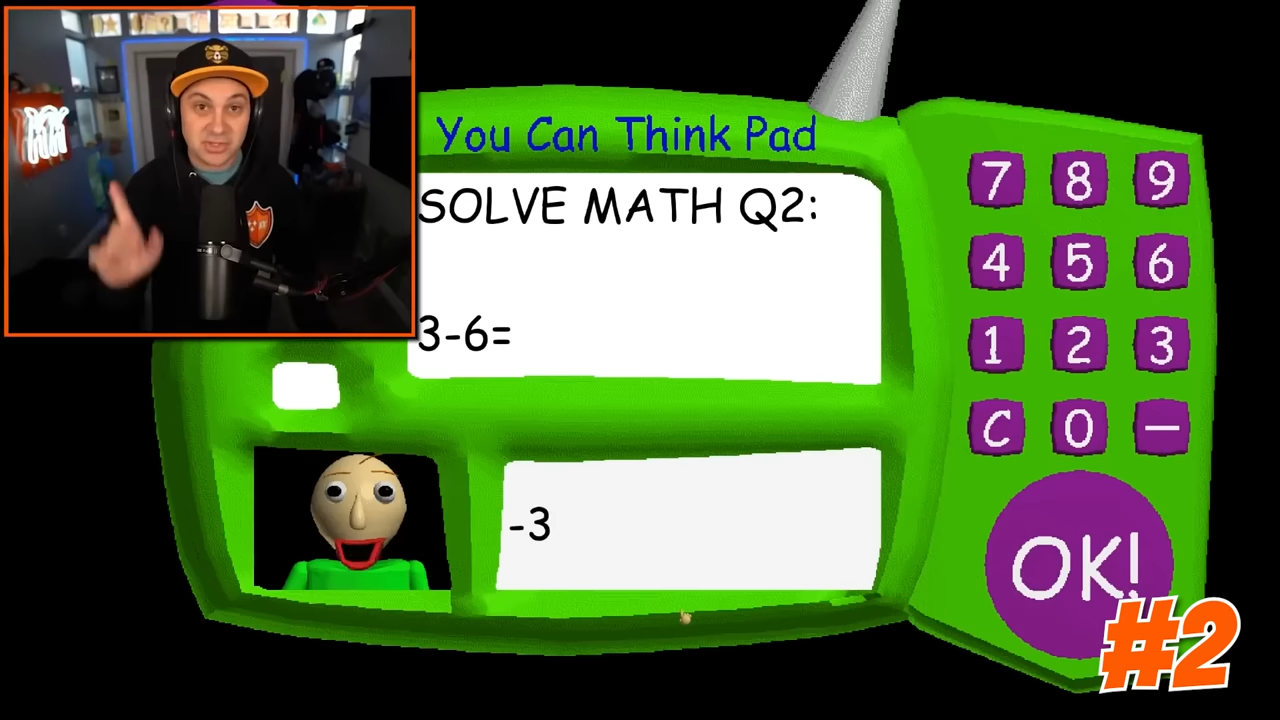 You Can Think Pad
SOLVE MATH Q2:
3-6=
-3
7 8 9
4 5 6
1 2 3
C 0 –
OK!
#2